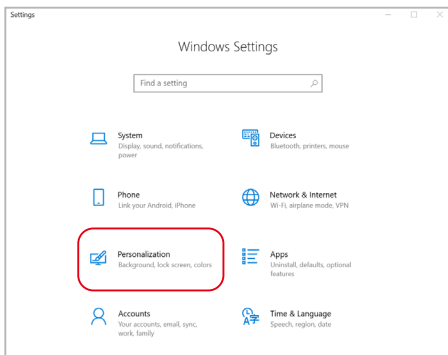 Settings
Windows Settings
Find a setting
System
Display, sound, notifications,
power
Devices
Bluetooth, printers, mouse
Phone
Link your Android, iPhone
Network & Internet
Wi-Fi, airplane mode, VPN
Personalization
Background, lock screen, colors
Apps
Uninstall, defaults, optional
features
Accounts
Your accounts, email, sync,
work, family
Time & Language
Speech, region, date